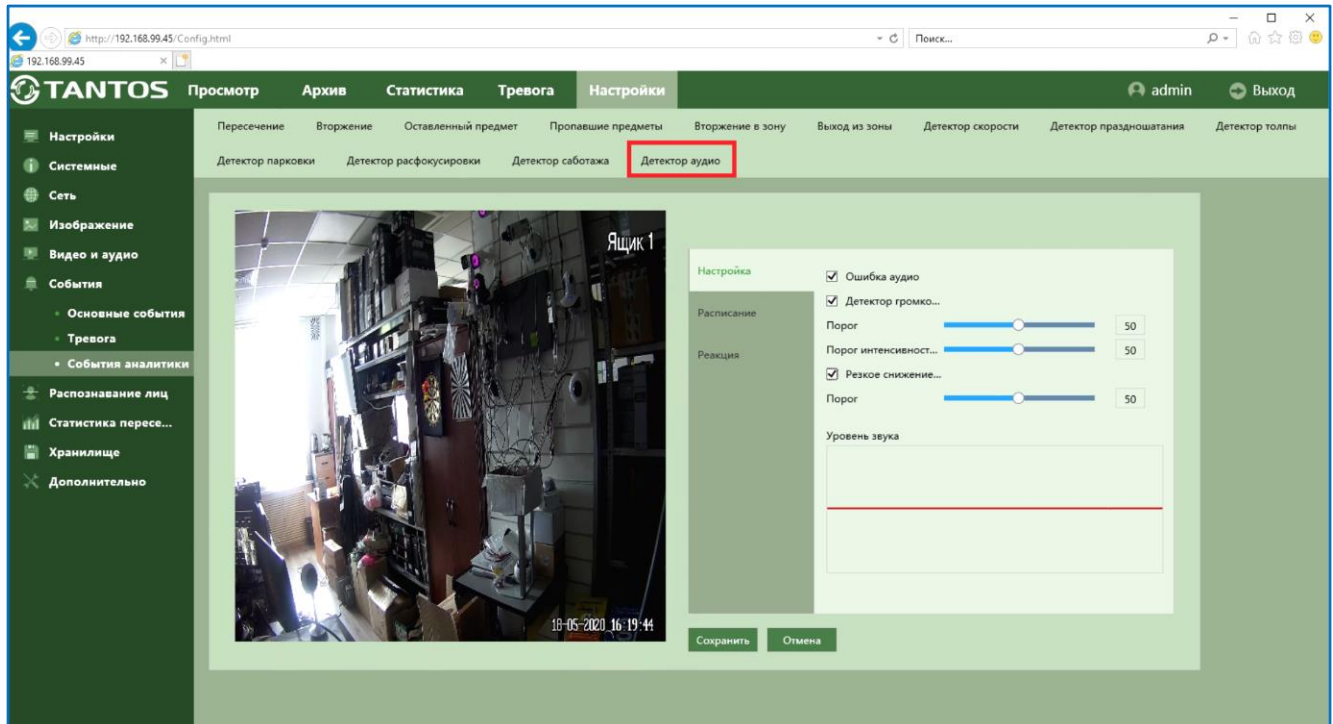 http://192.168.99.45/Config.html
Поиск...
192.168.99.45
TANTOS Просмотр Архив Статистика Тревога Настройки admin Выход
Пересечение Вторжение Оставленный предмет Пропавшие предметы Вторжение в зону Выход из зоны Детектор скорости Детектор праздношатания Детектор толпы
Детектор парковки Детектор расфокусировки Детектор саботажа Детектор аудио
Настройки
Системные
Сеть
Изображение
Видео и аудио
События
Основные события
Тревога
События аналитики
Распознавание лиц
Статистика пересе...
Хранилище
Дополнительно
Ящик 1
18-05-2020 16:19:44
Настройка
Расписание
Реакция
Ошибка аудио
Детектор громко...
Порог 50
Порог интенсивност... 50
Резкое снижение...
Порог 50
Уровень звука
Сохранить Отмена